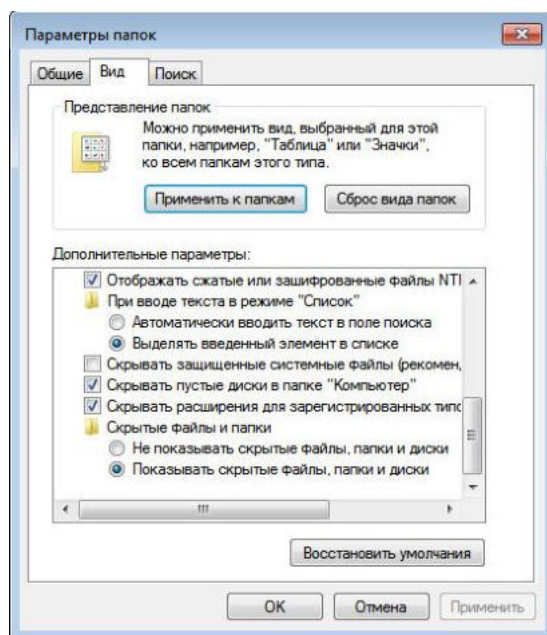 Параметры папок
Общие Вид Поиск
Представление папок
Можно применить вид, выбранный для этой
папки, например, "Таблица" или "Значки",
ко всем папкам этого типа.
Применить к папкам Сброс вида папок
Дополнительные параметры:
Отображать сжатые или зашифрованные файлы NTI
При вводе текста в режиме "Список"
Автоматически вводить текст в поле поиска
Выделять введенный элемент в списке
Скрывать защищенные системные файлы (рекомен,
Скрывать пустые диски в папке "Компьютер"
Скрывать расширения для зарегистрированных типо
Скрытые файлы и папки
Не показывать скрытые файлы, папки и диски
Показывать скрытые файлы, папки и диски
Восстановить умолчания
ОК Отмена Применить